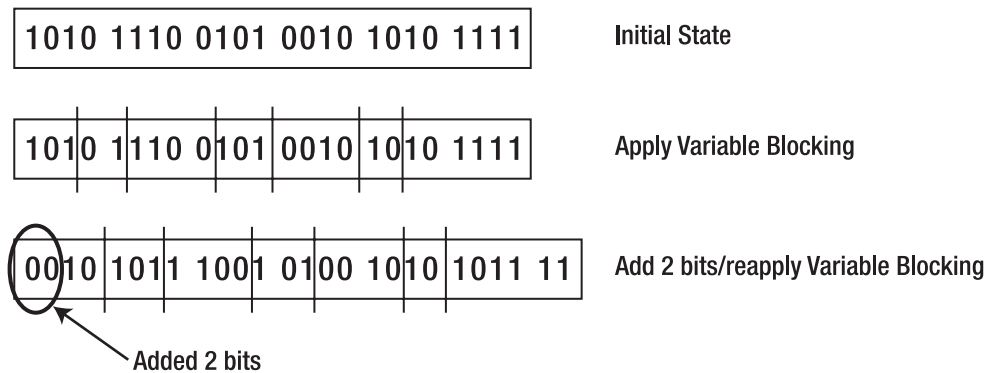 1010 1110 0101 0010 1010 1111 Initial State
1010 1110 0101 0010 1010 1111 Apply Variable Blocking
0010 1011 1001 0100 1010 1011 11 Add 2 bits/reapply Variable Blocking
Added 2 bits